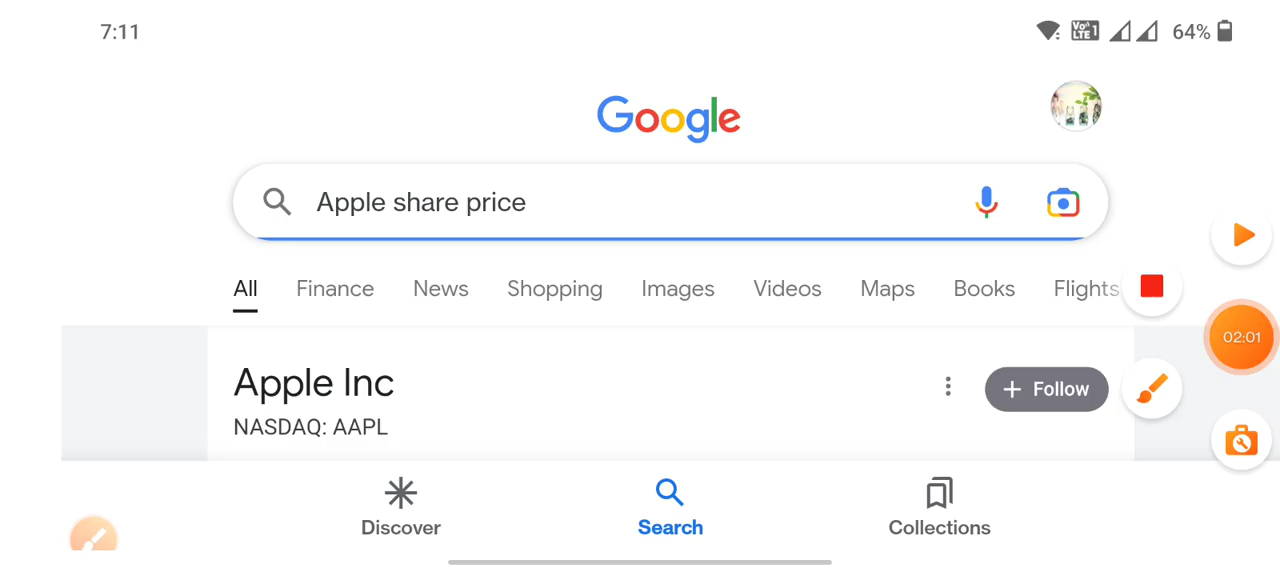 7:11
VoLTE1 64%
Google
Apple share price
All Finance News Shopping Images Videos Maps Books Flights
02:01
Apple Inc
+ Follow
NASDAQ: AAPL
Discover Search Collections